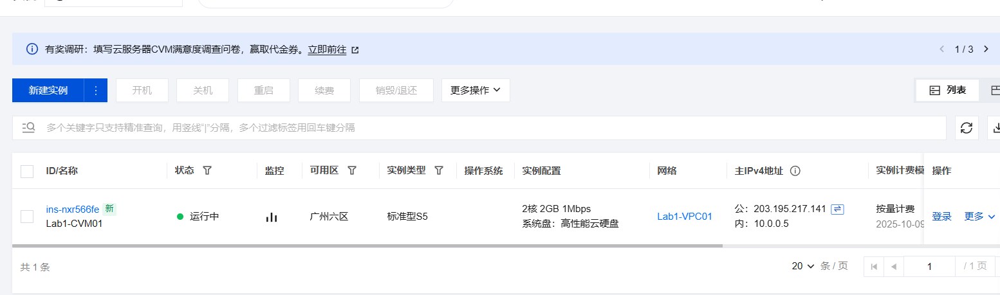 有奖调研：填写云服务器CVM满意度调查问卷，赢取代金券。立即前往 1 / 3
新建实例 开机 关机 重启 续费 销毁/退还 更多操作 列表
多个关键字只支持精准查询，用竖线“|”分隔，多个过滤标签用回车键分隔
ID/名称 状态 监控 可用区 实例类型 操作系统 实例配置 网络 主IPv4地址 实例计费模 操作
ins-nxr566fe 新 2核 2GB 1Mbps 公：203.195.217.141 按量计费
运行中 广州六区 标准型S5 Lab1-VPC01 登录 更多
Lab1-CVM01 系统盘：高性能云硬盘 内：10.0.0.5 2025-10-09
共 1 条 20 条 / 页 1 / 1 页